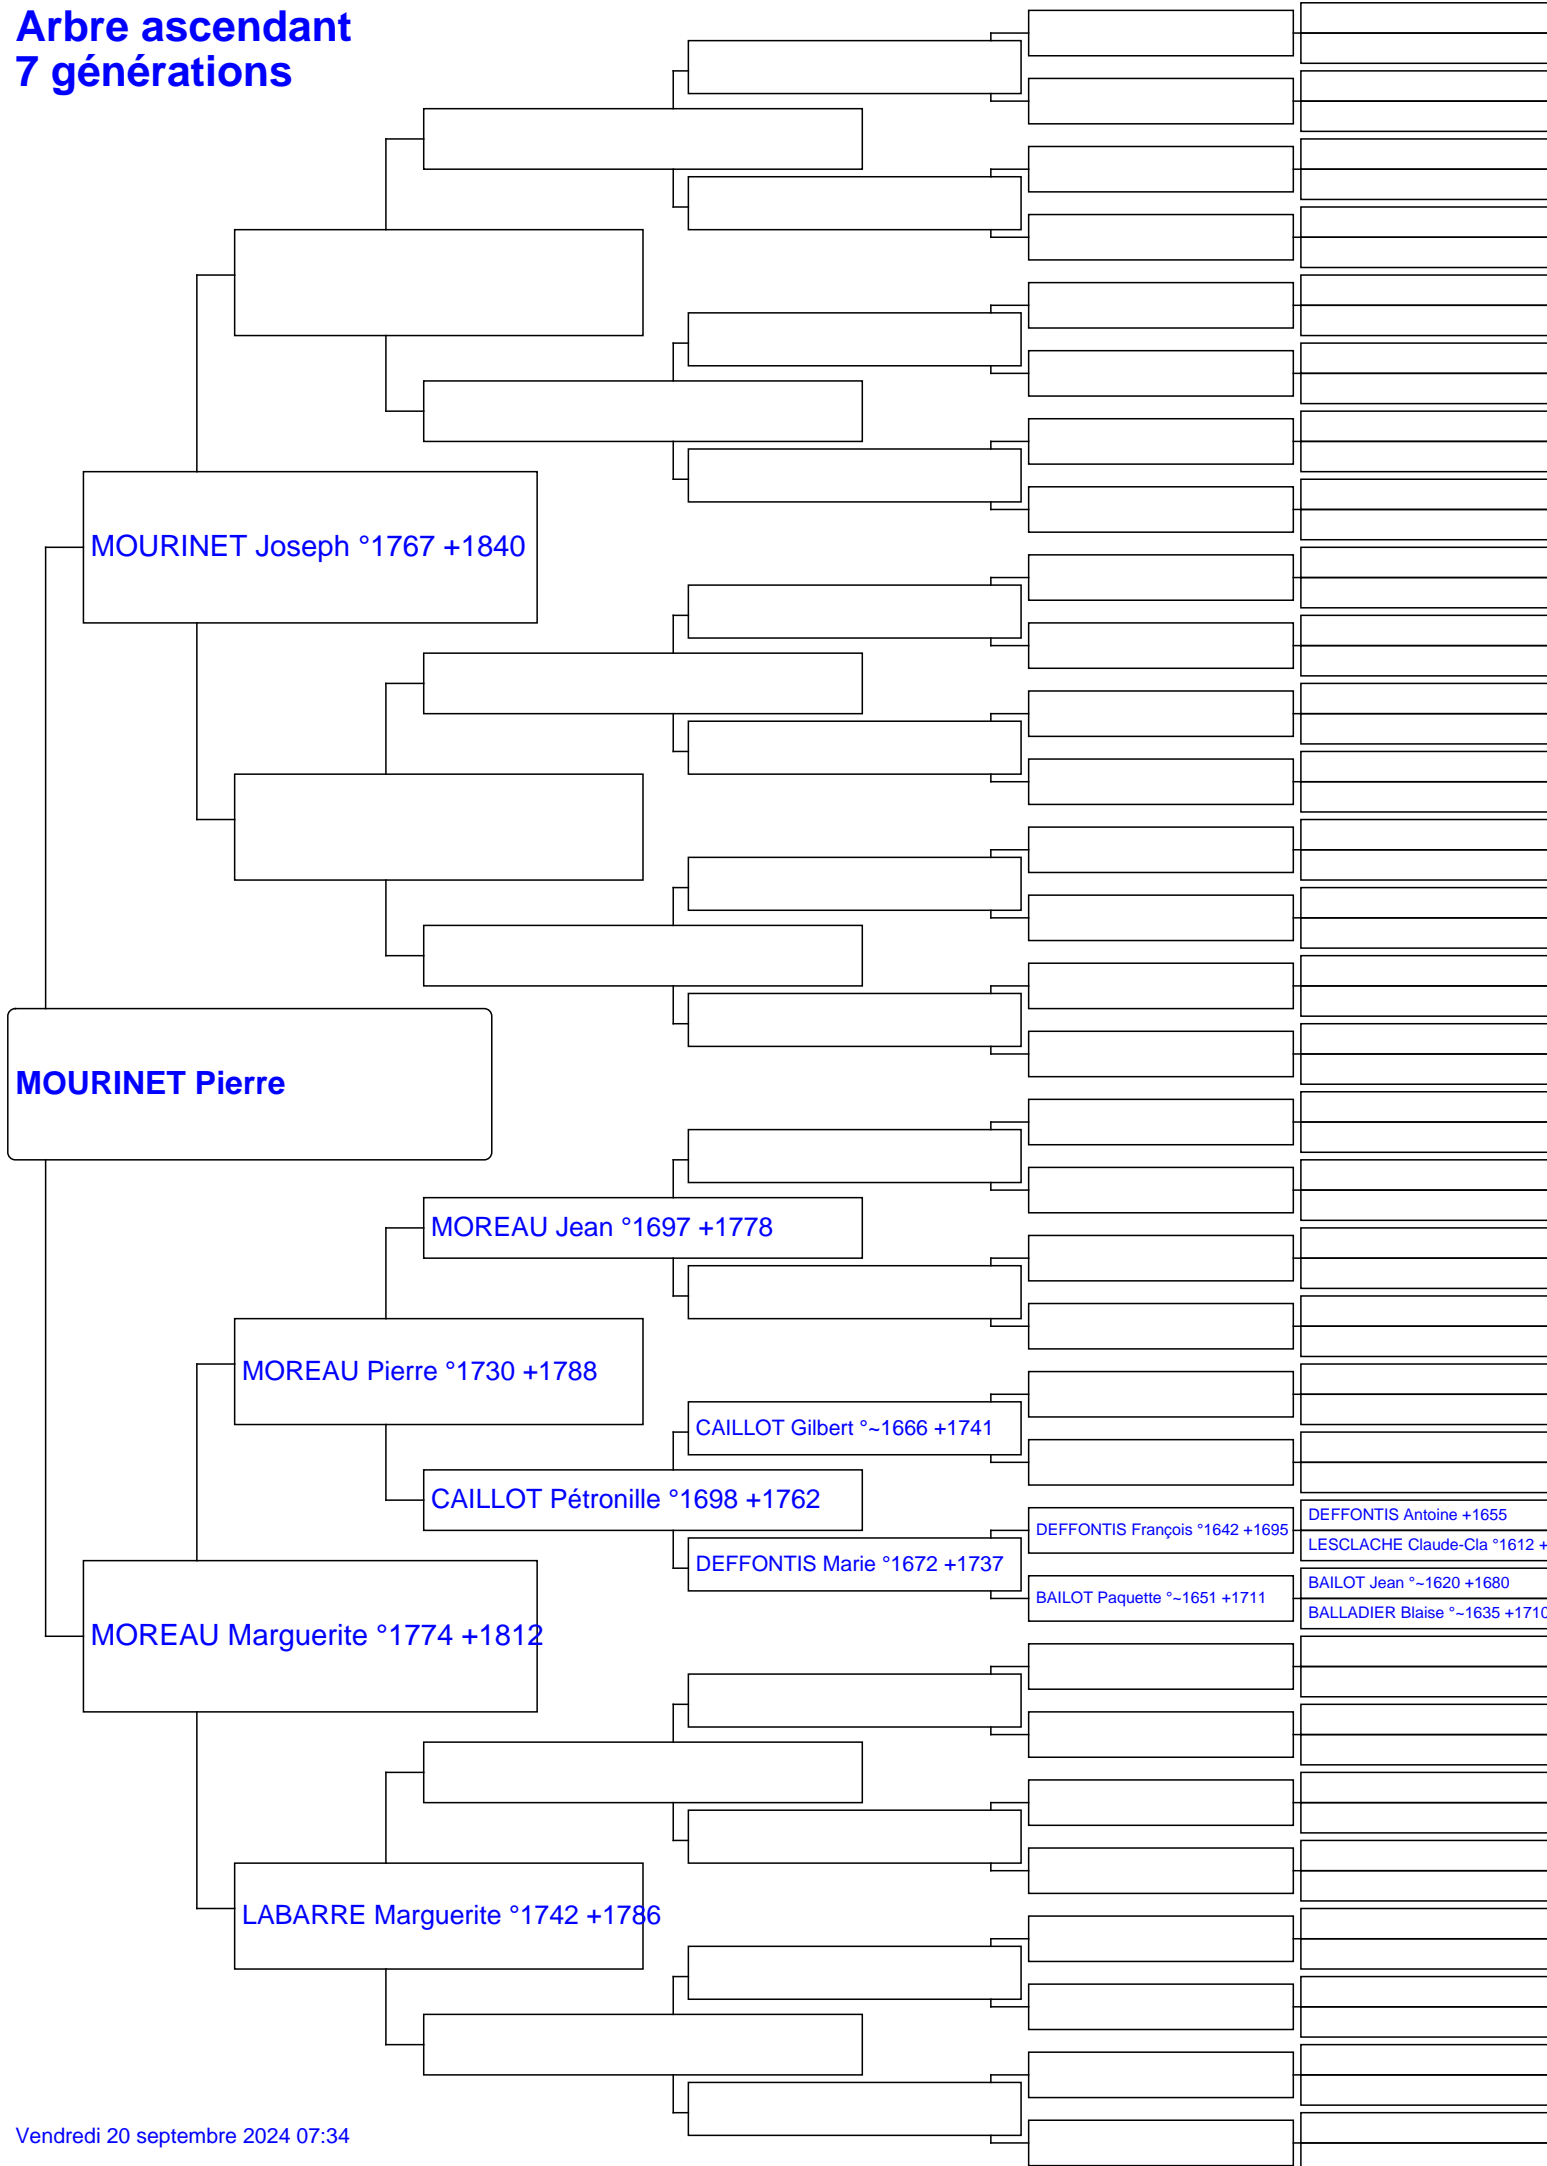 Arbre ascendant
7 générations
MOURINET Joseph °1767 +1840
MOURINET Pierre
MOREAU Jean °1697 +1778
MOREAU Pierre °1730 +1788
CAILLOT Gilbert °~1666 +1741
CAILLOT Pétronille °1698 +1762
DEFFONTIS François °1642 +1695
DEFFONTIS Antoine +1655
LESCLACHE Claude-Cla °1612 +
DEFFONTIS Marie °1672 +1737
BAILOT Paquette °~1651 +1711
BAILOT Jean °~1620 +1680
BALLADIER Blaise °~1635 +1710
MOREAU Marguerite °1774 +1812
LABARRE Marguerite °1742 +1786
Vendredi 20 septembre 2024 07:34